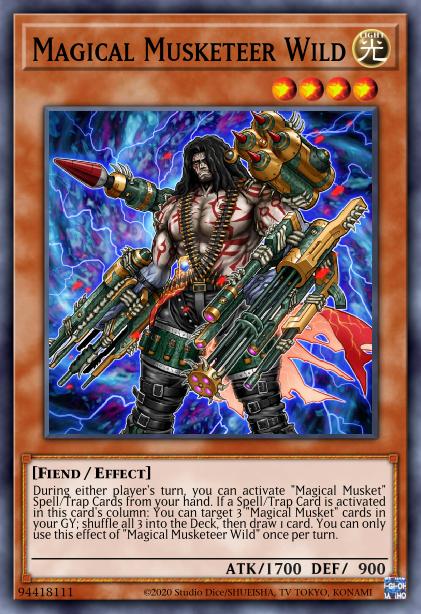 MAGICAL MUSKETEER WILD
LIGHT
光
[FIEND / EFFECT]
During either player's turn, you can activate "Magical Musket"
Spell/Trap Cards from your hand. If a Spell/Trap Card is activated
in this card's column: You can target 3 "Magical Musket" cards in
your GY; shuffle all 3 into the Deck, then draw 1 card. You can only
use this effect of "Magical Musketeer Wild" once per turn.
ATK/1700 DEF/ 900
94418111
©2020 Studio Dice/SHUEISHA, TV TOKYO, KONAMI